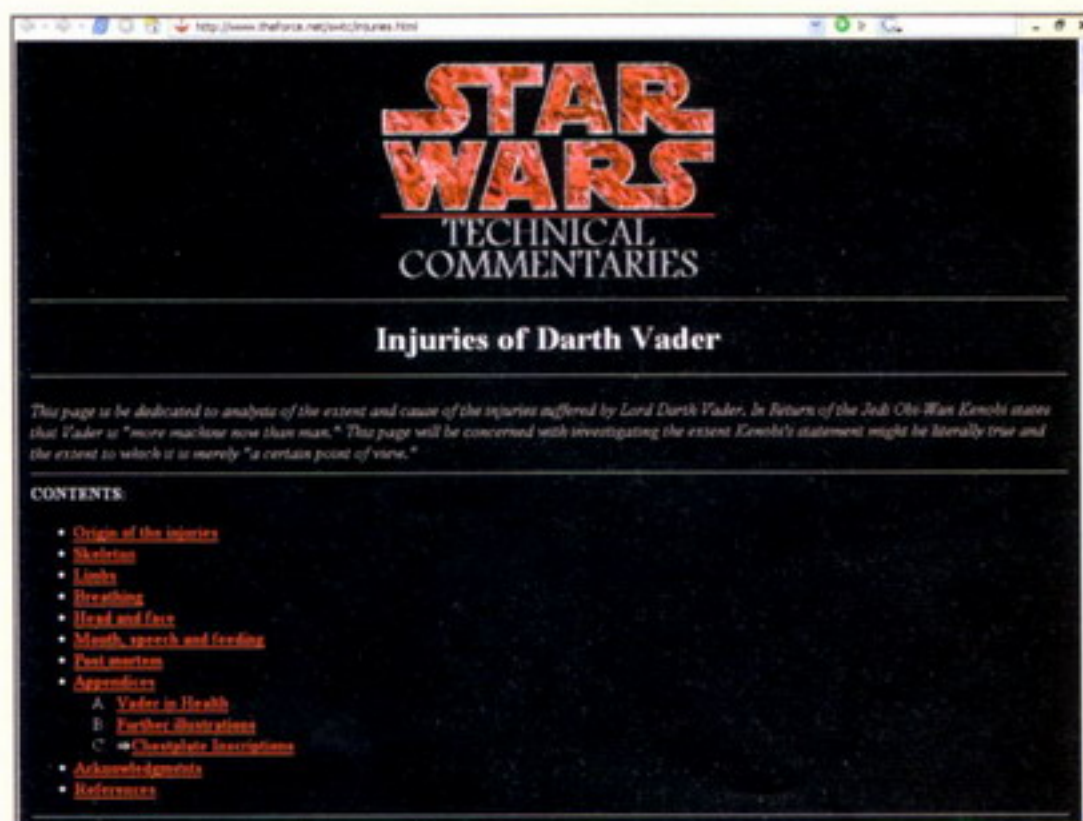 http://www.theforce.net/swtc/injuries.html
STAR
WARS
TECHNICAL
COMMENTARIES
Injuries of Darth Vader
This page is be dedicated to analysis of the extent and cause of the injuries suffered by Lord Darth Vader. In Return of the Jedi Obi-Wan Kenobi states
that Vader is "more machine now than man." This page will be concerned with investigating the extent Kenobi's statement might be literally true and
the extent to which it is merely "a certain point of view."
CONTENTS:
Origin of the injuries
Skeleton
Limbs
Breathing
Head and face
Mouth, speech and feeding
Post mortem
Appendices
A Vader in Health
B Further illustrations
C ⇒Chestplate Inscriptions
Acknowledgments
References